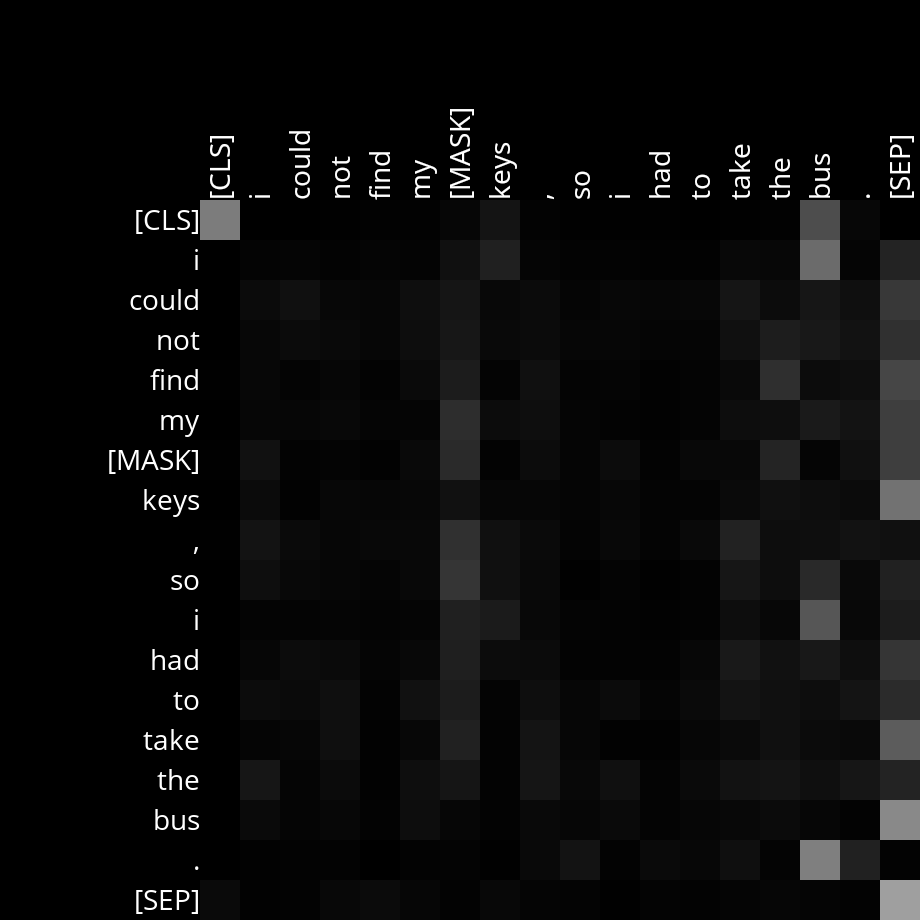 [CLS] i could not find my [MASK] keys , so i had to take the bus . [SEP]
[CLS]
i
could
not
find
my
[MASK]
keys
,
so
i
had
to
take
the
bus
.
[SEP]